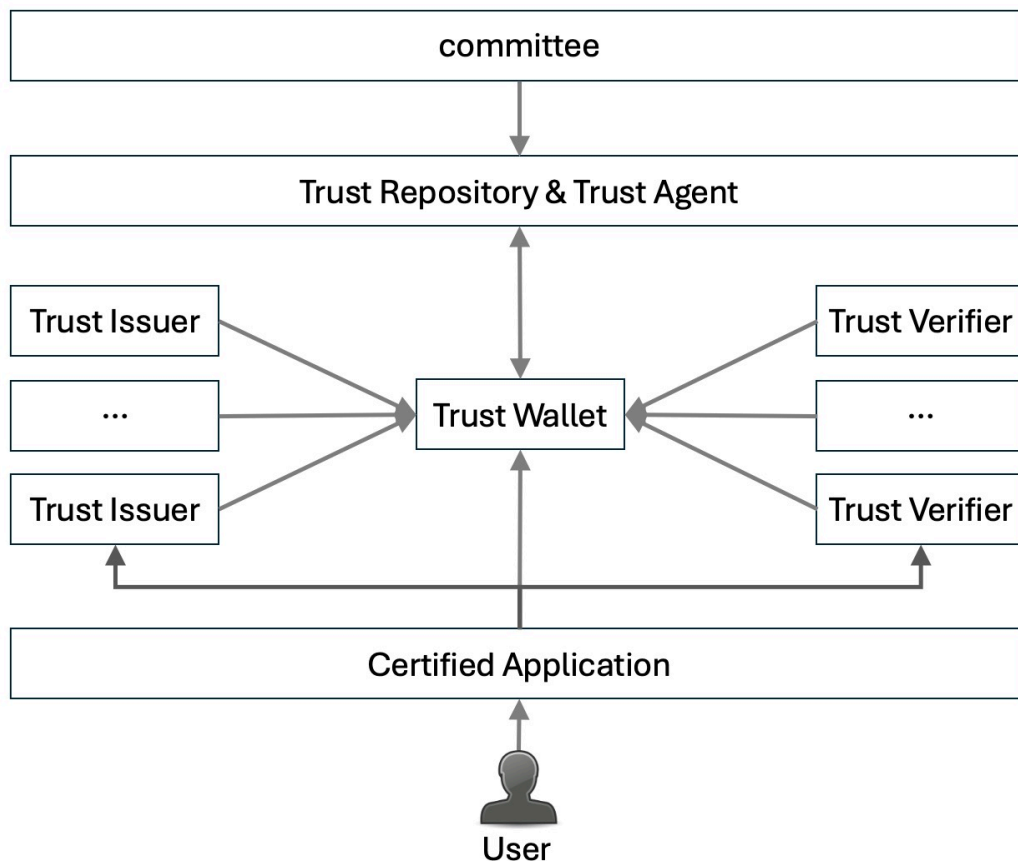 committee
Trust Repository & Trust Agent
Trust Issuer
Trust Verifier
...
Trust Wallet
...
Trust Issuer
Trust Verifier
Certified Application
User